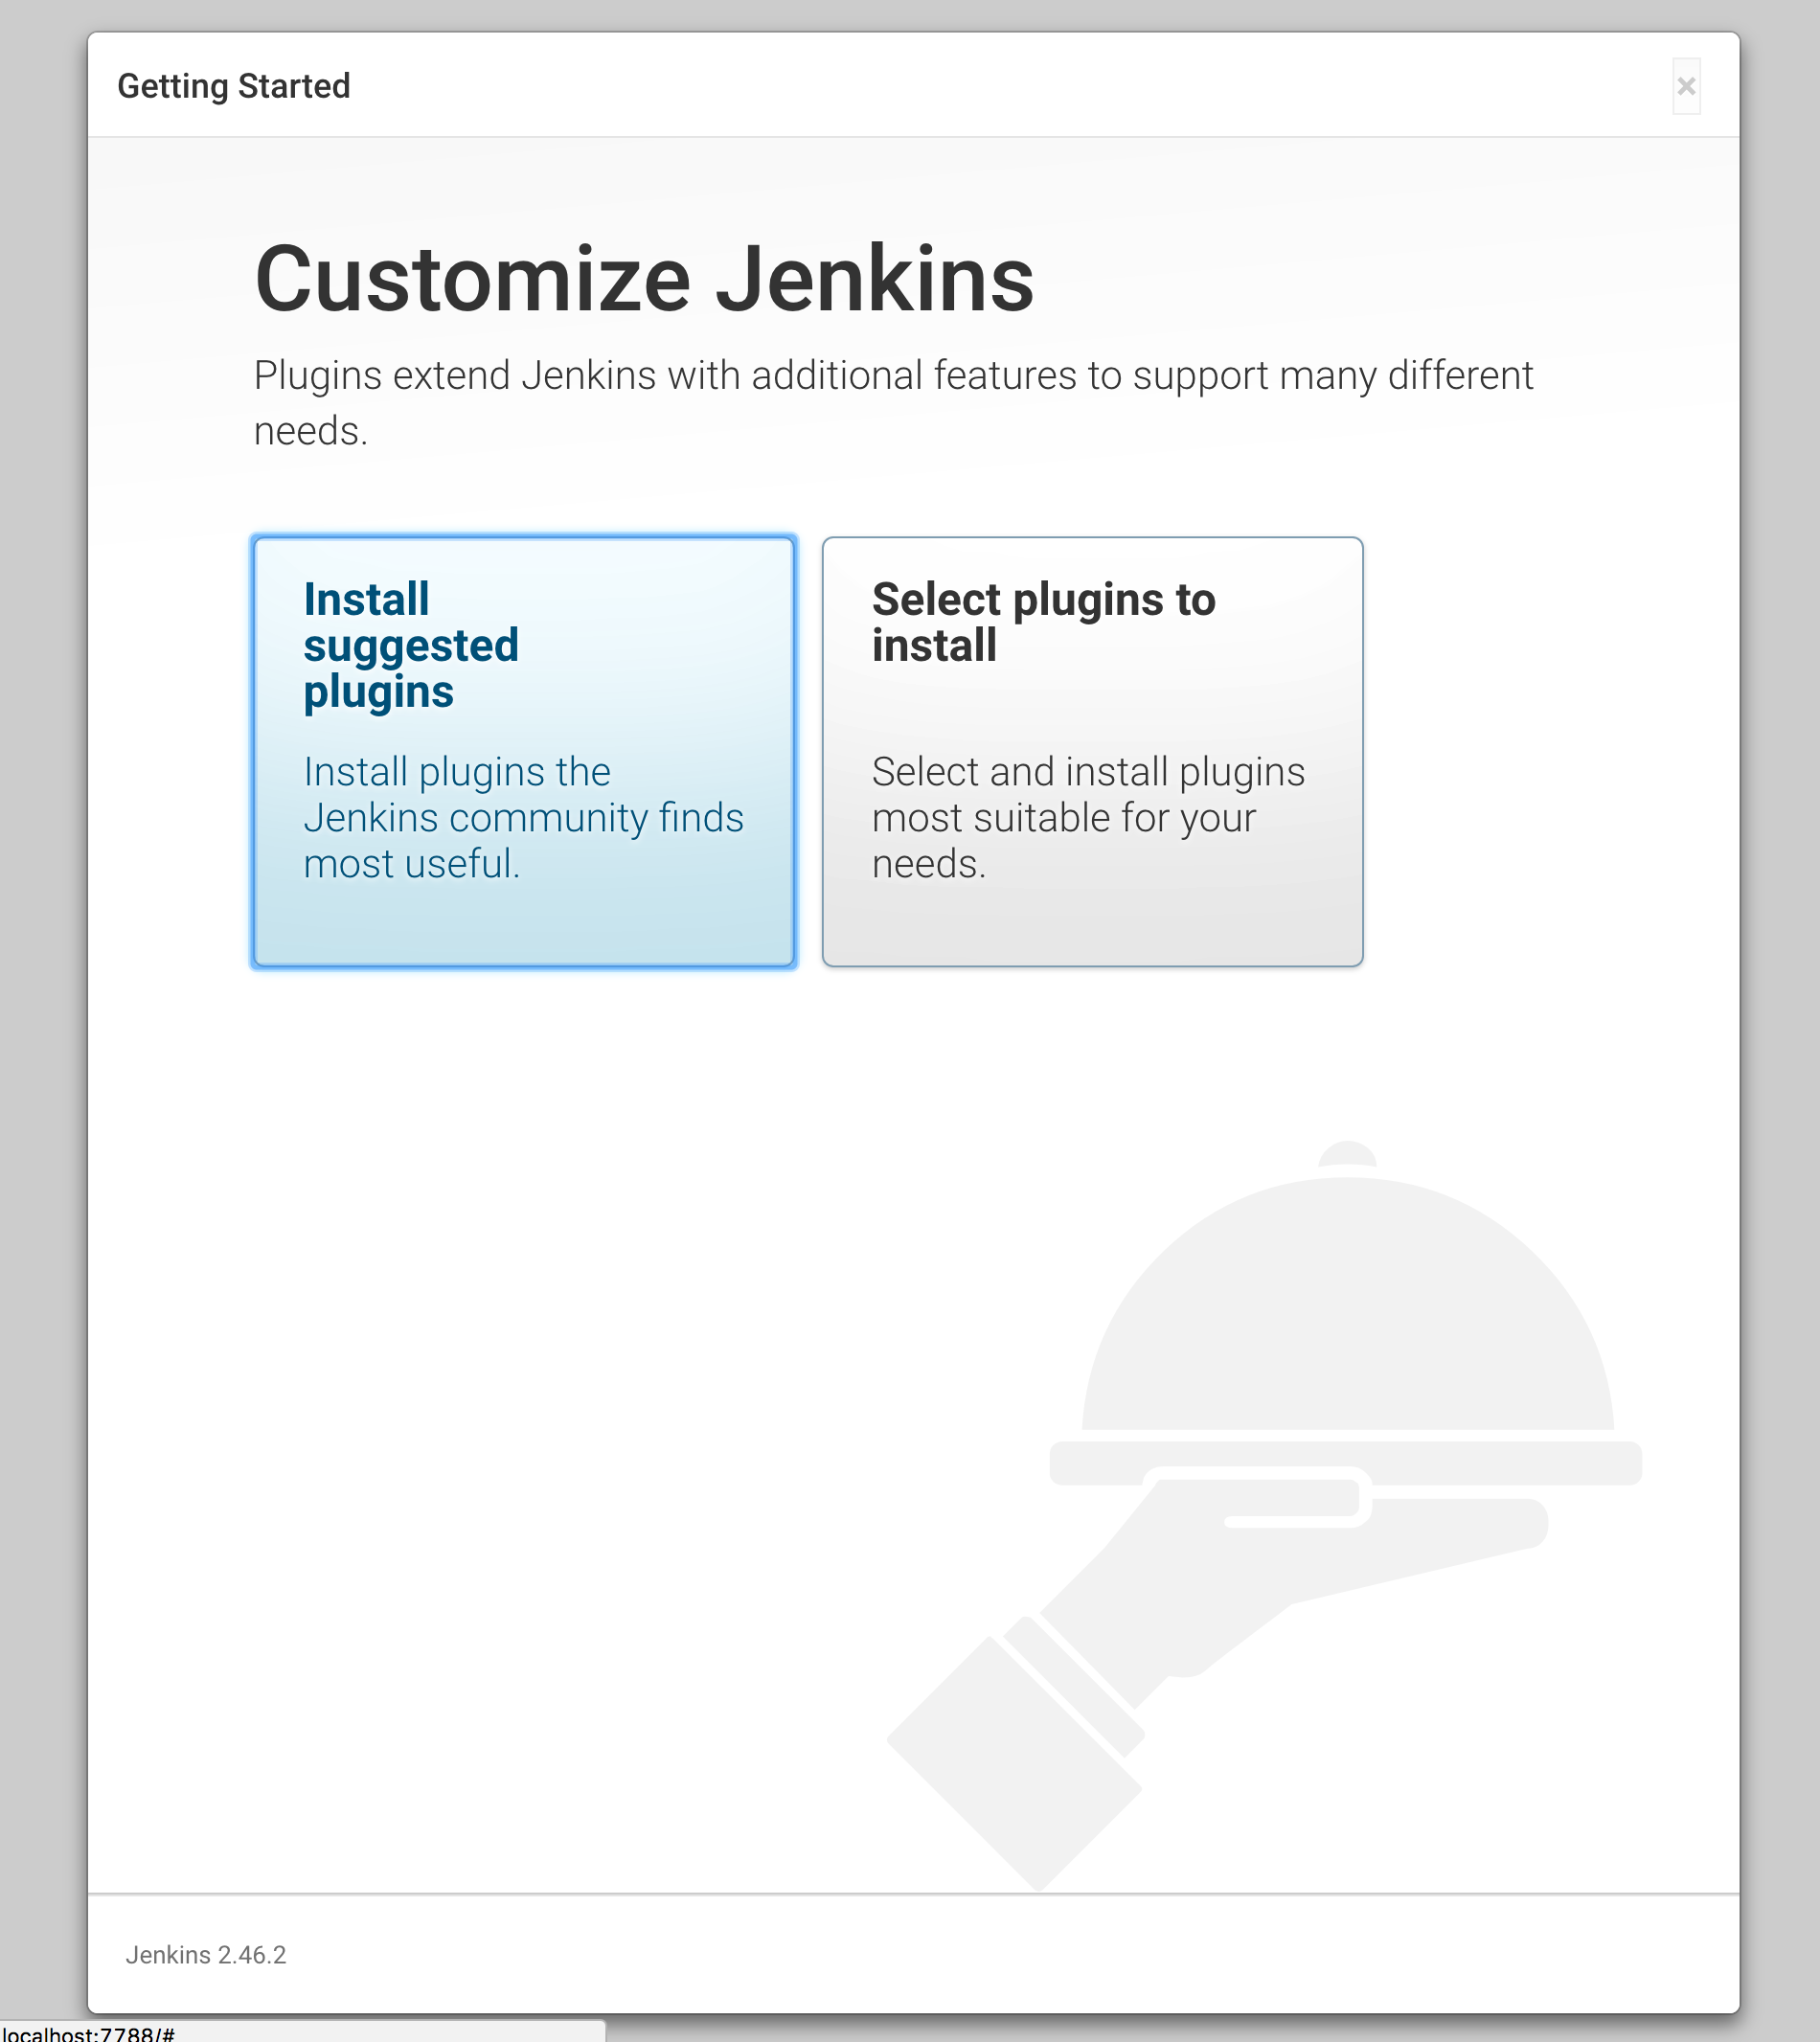 Getting Started
×
Customize Jenkins
Plugins extend Jenkins with additional features to support many different
needs.
Install
suggested
plugins
Install plugins the
Jenkins community finds
most useful.
Select plugins to
install
Select and install plugins
most suitable for your
needs.
Jenkins 2.46.2
localhost:7788/#